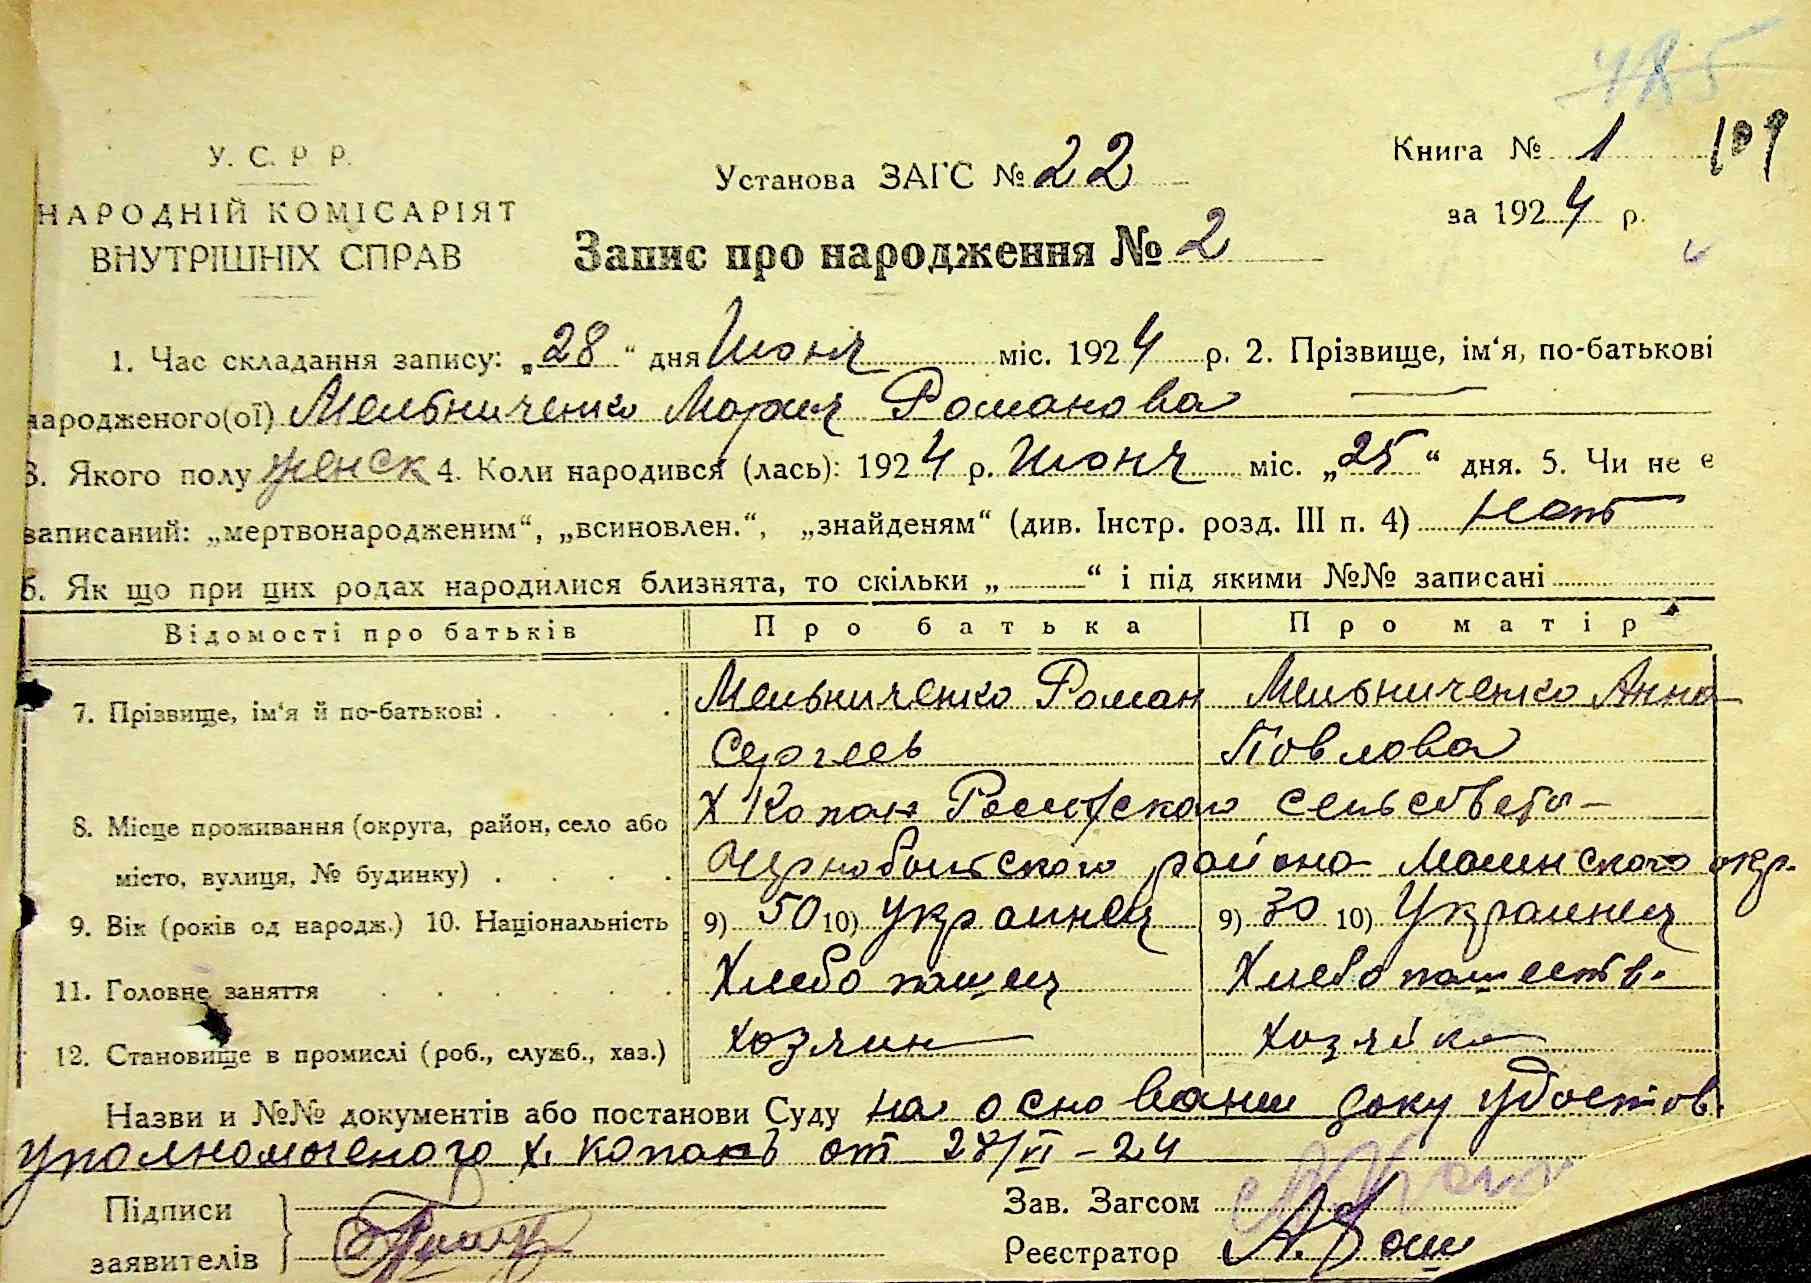 485
У. С. Р Р.
Установа ЗАГС № 22
Книга № 1 109
НАРОДНІЙ КОМІСАРІЯТ
за 1924 р.
ВНУТРІШНІХ СПРАВ
Запис про народження № 2
1. Час складання запису: „28“ дня Июня міс. 1924 р. 2. Прізвище, ім‘я, по-батькові
народженого(ої) Мельниченко Мария Романова
3. Якого полу женск 4. Коли народився (лась): 1924 р. Июня міс. „25“ дня. 5. Чи не є
записаний: „мертвонародженим“, „всиновлен.“, „знайденям“ (див. Інстр. розд. III п. 4) нет
6. Як що при цих родах народилися близнята, то скільки „ “ і під якими №№ записані
Відомості про батьків Про батька Про матір
7. Прізвище, ім‘я й по-батькові Мельниченко Роман Мельниченко Анна
Сергеев Павлова
8. Місце проживання (округа, район, село або Х Копан сельсовета
місто, вулиця, № будинку) Чернобыльского района окр.
9. Вік (років од народж.) 10. Національність 9) 50 10) украинец 9) 30 10) Украинец
11. Головне заняття Хлебопашец Хлебопашеств.
12. Становище в промислі (роб., служб., хаз.) хозяин хозяйка
Назви и №№ документів або постанови Суду на основании удостов.
уполномоченого х. копань от 28/VI – 24
Підписи
Зав. Загсом
заявителів
Реєстратор А.